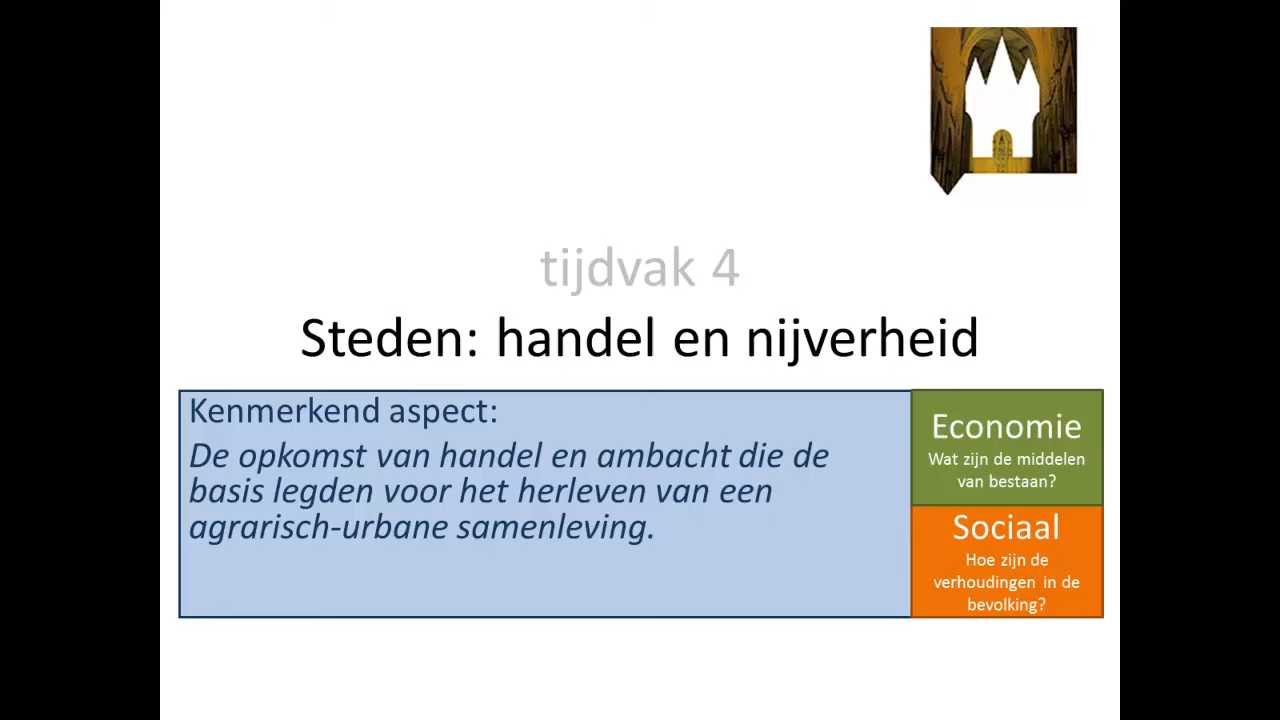 tijdvak 4
Steden: handel en nijverheid
Kenmerkend aspect:
De opkomst van handel en ambacht die de
basis legden voor het herleven van een
agrarisch-urbane samenleving.
Economie
Wat zijn de middelen
van bestaan?
Sociaal
Hoe zijn de
verhoudingen in de
bevolking?